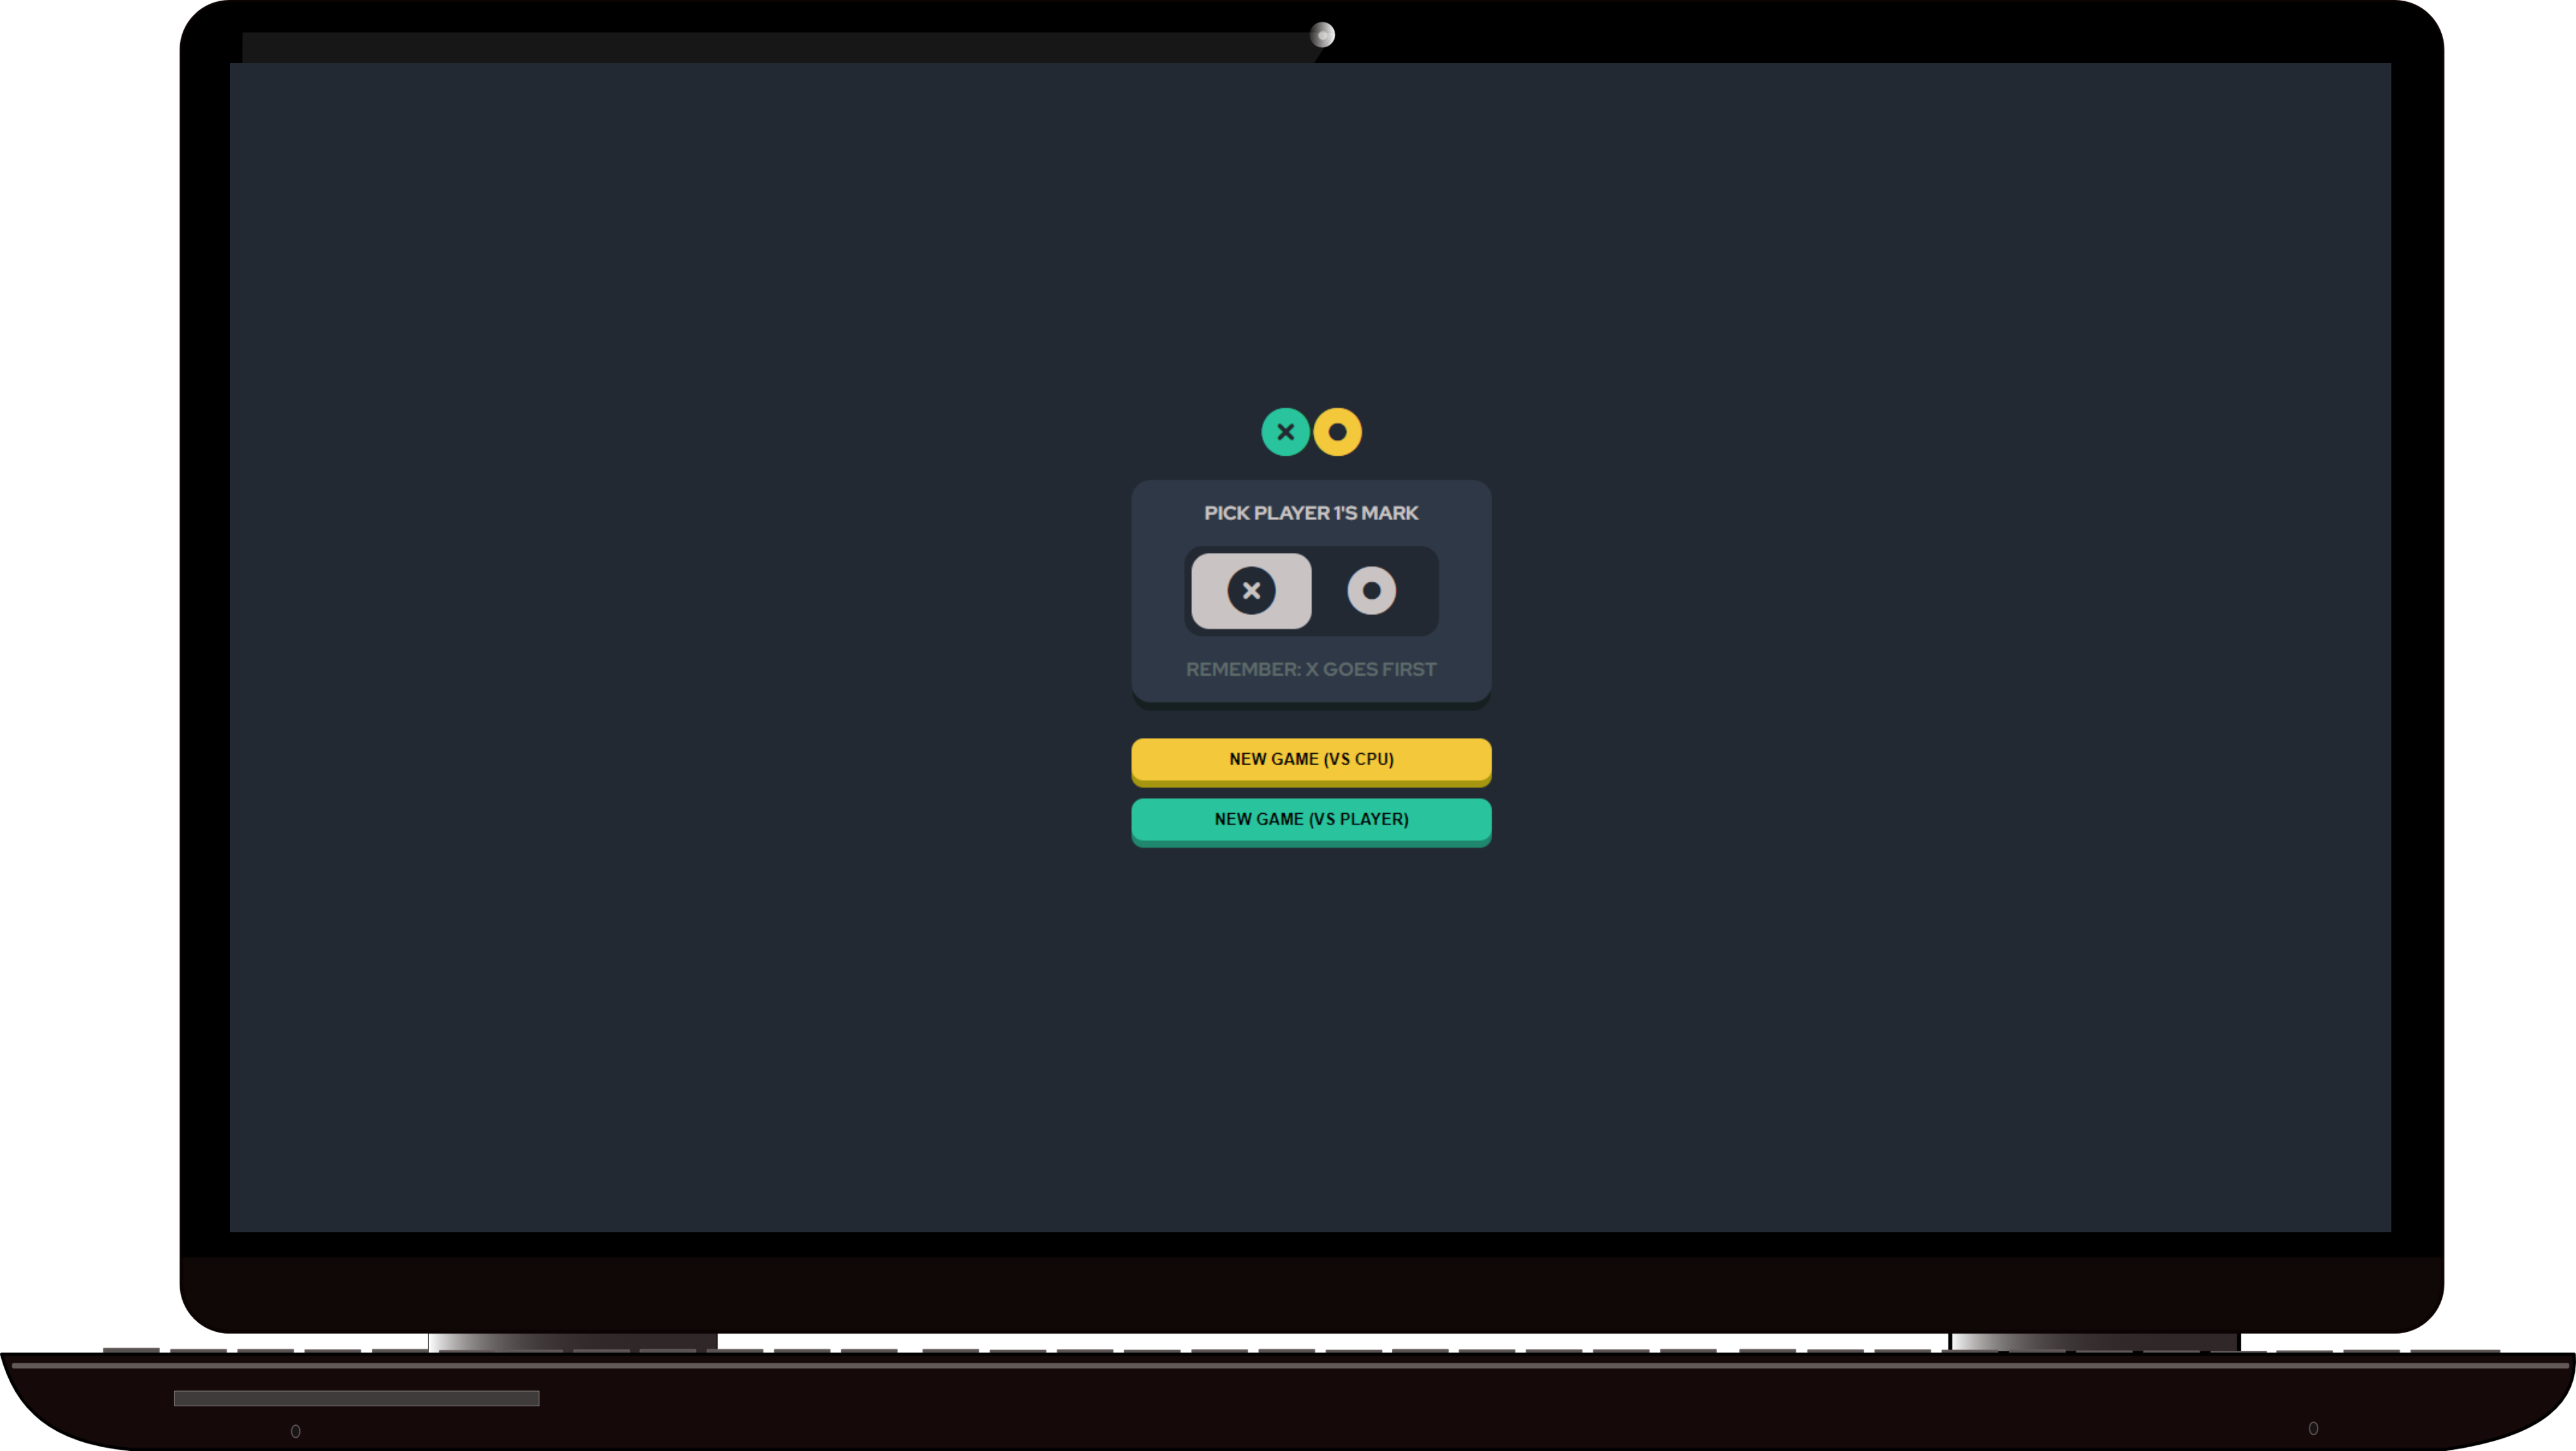 PICK PLAYER 1'S MARK
REMEMBER: X GOES FIRST
NEW GAME (VS CPU)
NEW GAME (VS PLAYER)